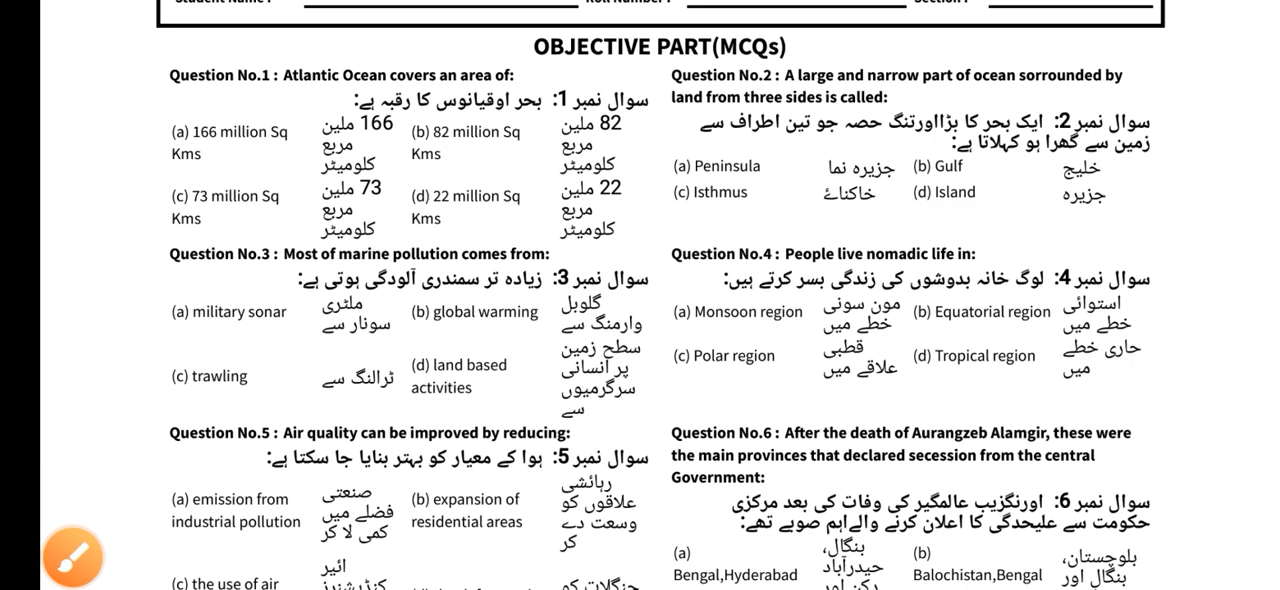 OBJECTIVE PART(MCQs)
Question No.1 : Atlantic Ocean covers an area of:
سوال نمبر 1: بحر اوقیانوس کا رقبہ ہے:
(a) 166 million Sq Kms
166 ملین
مربع
کلومیٹر
(b) 82 million Sq Kms
82 ملین
مربع
کلومیٹر
(c) 73 million Sq Kms
73 ملین
مربع
کلومیٹر
(d) 22 million Sq Kms
22 ملین
مربع
کلومیٹر
Question No.2 : A large and narrow part of ocean sorrounded by
land from three sides is called:
سوال نمبر 2: ایک بحر کا بڑااورتنگ حصہ جو تین اطراف سے
زمین سے گھرا ہو کہلاتا ہے:
(a) Peninsula جزیرہ نما (b) Gulf خلیج
(c) Isthmus خاکنائے (d) Island جزیرہ
Question No.3 : Most of marine pollution comes from:
سوال نمبر 3: زیادہ تر سمندری آلودگی ہوتی ہے:
(a) military sonar
ملٹری
سونار سے
(b) global warming
گلوبل
وارمنگ سے
(c) trawling ٹرالنگ سے
(d) land based
activities
سطح زمین
پر انسانی
سرگرمیوں
سے
Question No.4 : People live nomadic life in:
سوال نمبر 4: لوگ خانہ بدوشوں کی زندگی بسر کرتے ہیں:
(a) Monsoon region
مون سونی
خطے میں
(b) Equatorial region
استوائی
خطے میں
(c) Polar region
قطبی
علاقے میں
(d) Tropical region
حاری خطے
میں
Question No.5 : Air quality can be improved by reducing:
سوال نمبر 5: ہوا کے معیار کو بہتر بنایا جا سکتا ہے:
(a) emission from
industrial pollution
صنعتی
فضلے میں
کمی لا کر
(b) expansion of
residential areas
رہائشی
علاقوں کو
وسعت دے
کر
(c) the use of air
ائیر
کنڈیشنرز
جنگلات کو
Question No.6 : After the death of Aurangzeb Alamgir, these were
the main provinces that declared secession from the central
Government:
سوال نمبر 6: اورنگزیب عالمگیر کی وفات کی بعد مرکزی
حکومت سے علیحدگی کا اعلان کرنے والےاہم صوبے تھے:
(a)
Bengal,Hyderabad
بنگال،
حیدرآباد
دکن اور
(b)
Balochistan,Bengal
بلوچستان،
بنگال اور